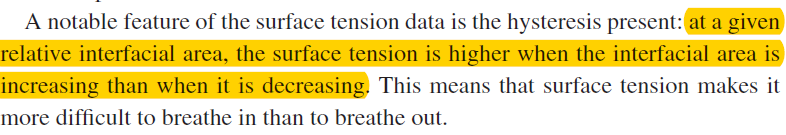 A notable feature of the surface tension data is the hysteresis present: at a given
relative interfacial area, the surface tension is higher when the interfacial area is
increasing than when it is decreasing. This means that surface tension makes it
more difficult to breathe in than to breathe out.